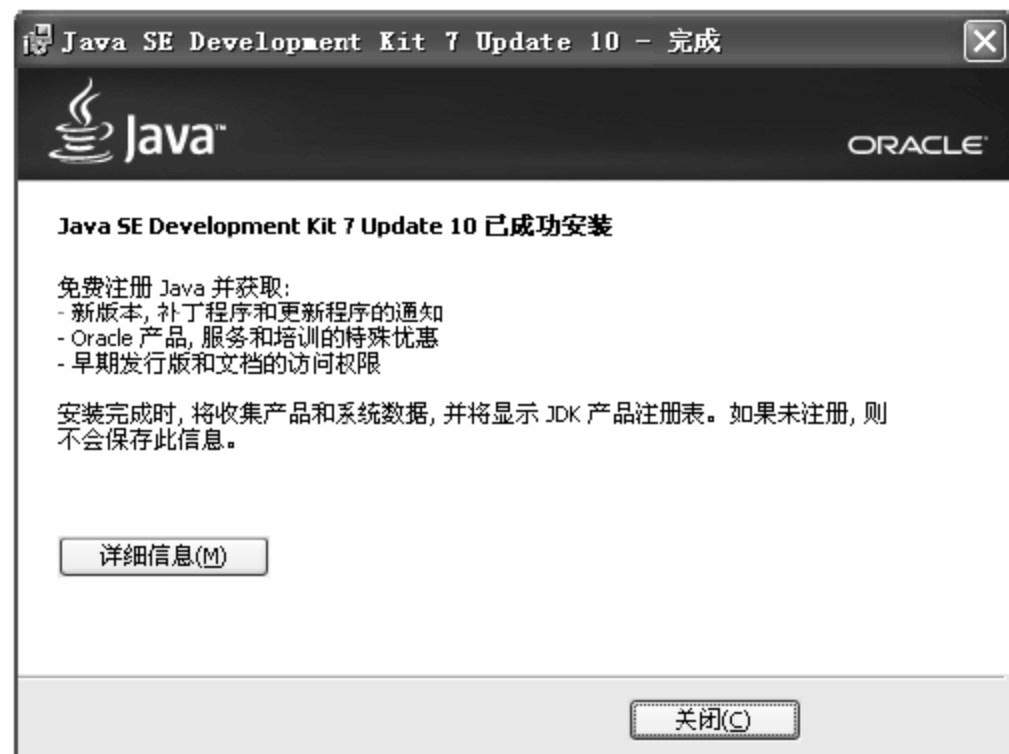 Java SE Development Kit 7 Update 10 - 完成
Java™
ORACLE®
Java SE Development Kit 7 Update 10 已成功安装
免费注册 Java 并获取:
- 新版本, 补丁程序和更新程序的通知
- Oracle 产品, 服务和培训的特殊优惠
- 早期发行版和文档的访问权限
安装完成时, 将收集产品和系统数据, 并将显示 JDK 产品注册表。如果未注册, 则
不会保存此信息。
详细信息(M)
关闭(C)